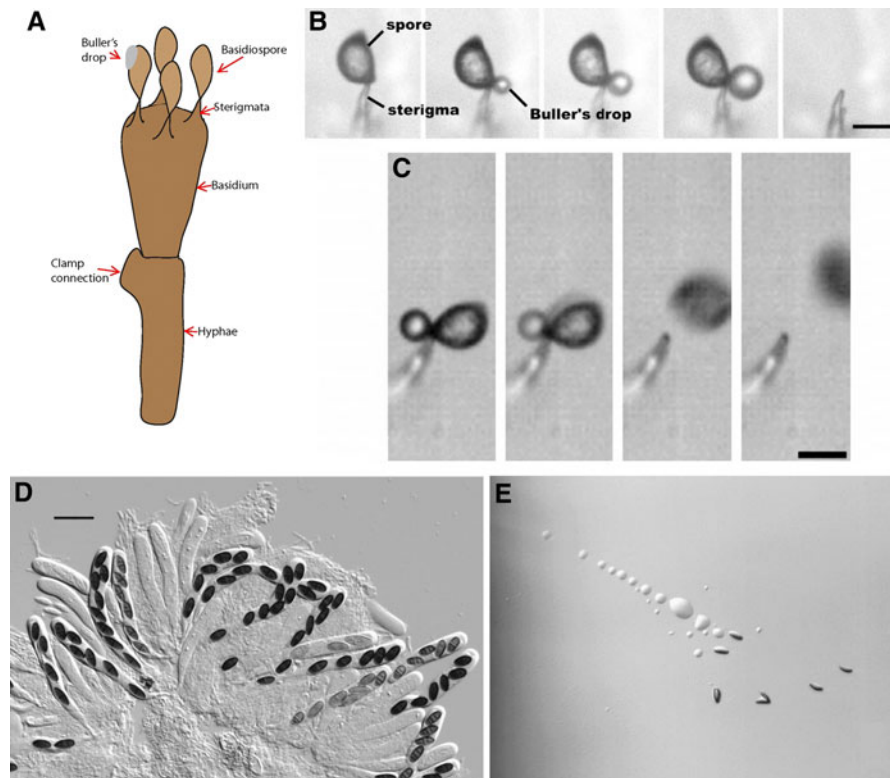 A
Buller's
drop
Basidiospore
Sterigmata
Basidium
Clamp
connection
Hyphae
B
spore
sterigma
Buller's drop
C
D
E